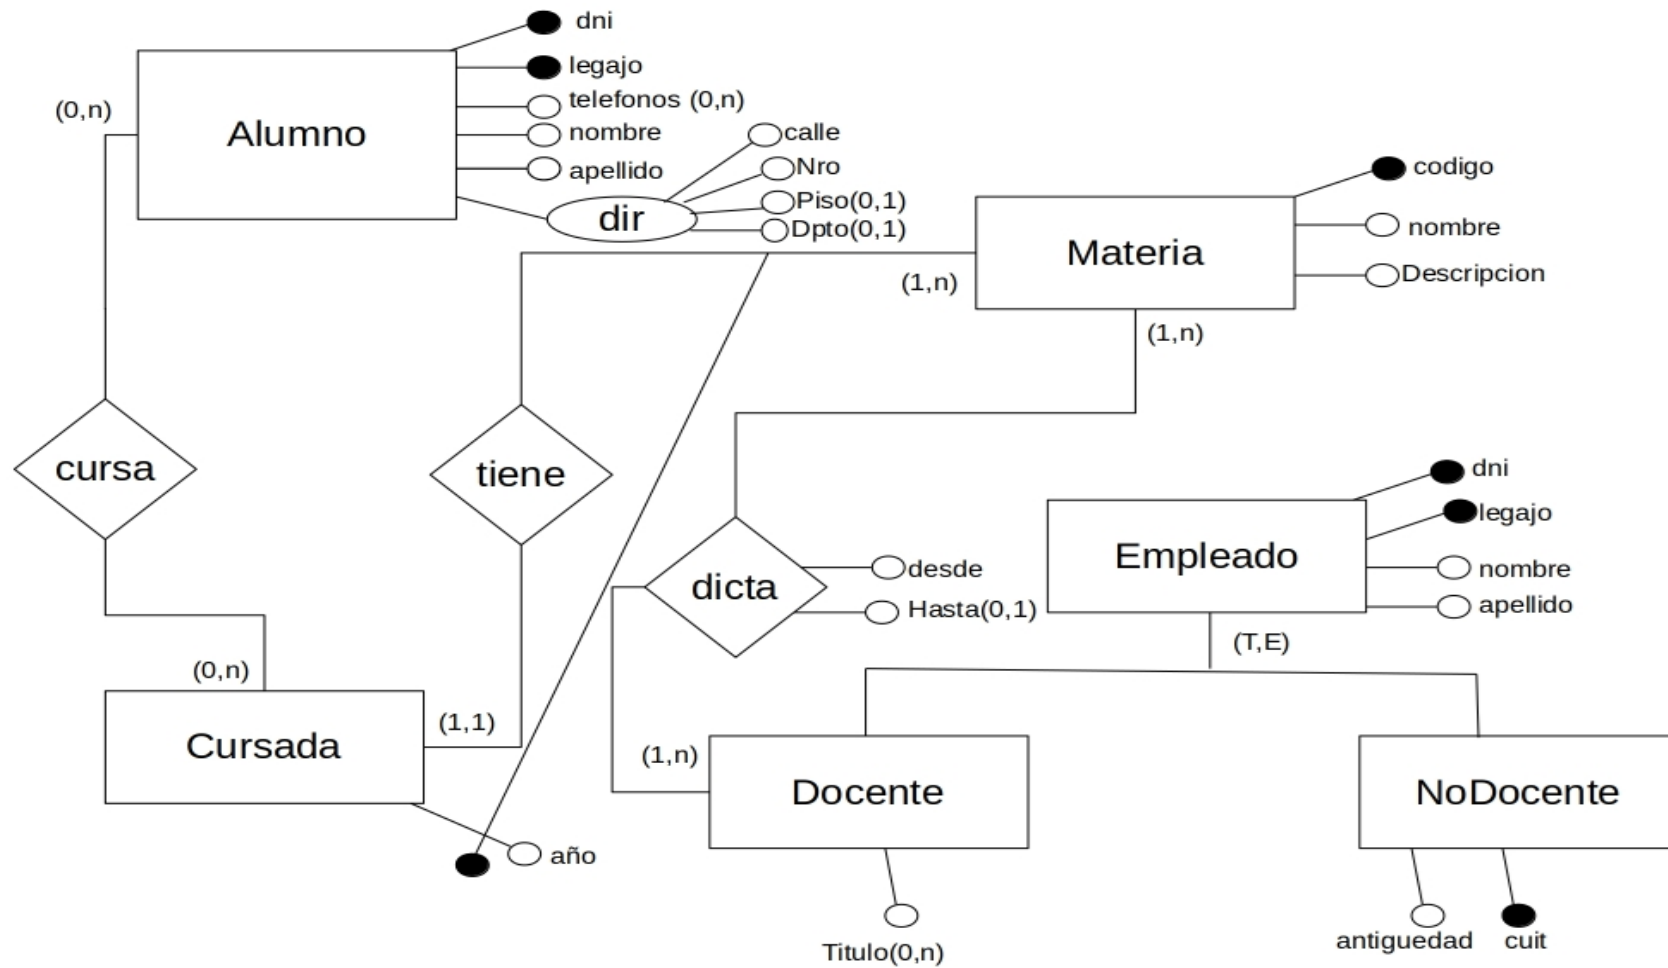 dni
legajo
telefonos (0,n)
nombre
apellido
(0,n)
Alumno
calle
Nro
Piso(0,1)
Dpto(0,1)
dir
codigo
nombre
Descripcion
Materia
(1,n)
(1,n)
cursa
tiene
dicta
desde
Hasta(0,1)
dni
legajo
nombre
apellido
Empleado
(T,E)
(0,n)
Cursada
(1,1)
(1,n)
Docente
NoDocente
año
Titulo(0,n)
antiguedad
cuit